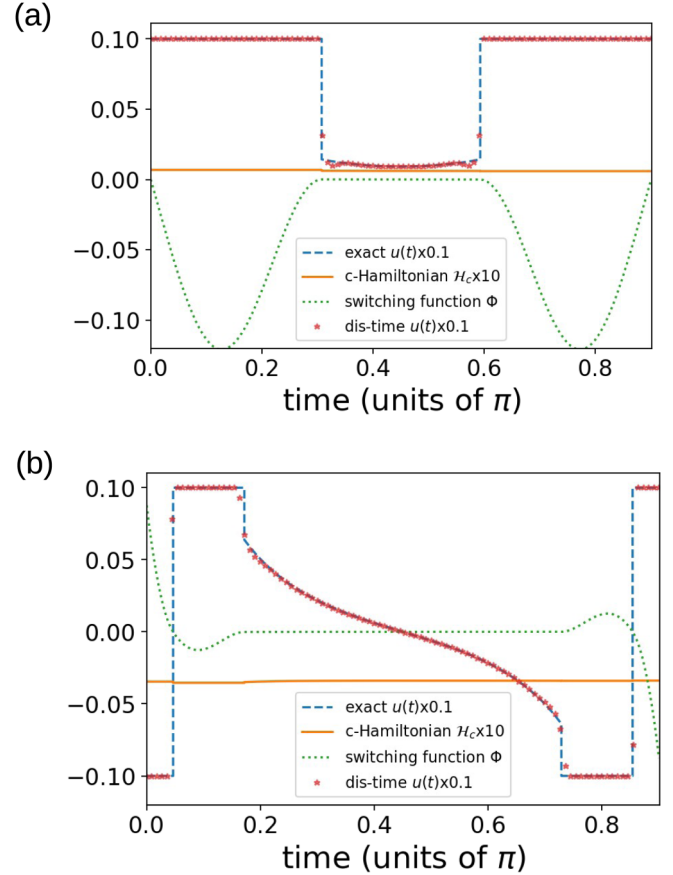 (a)
0.10
0.05
0.00
−0.05
−0.10
exact u(t)x0.1
c-Hamiltonian ℋc x10
switching function Φ
dis-time u(t)x0.1
0.0 0.2 0.4 0.6 0.8
time (units of π)
(b)
0.10
0.05
0.00
−0.05
−0.10
exact u(t)x0.1
c-Hamiltonian ℋc x10
switching function Φ
dis-time u(t)x0.1
0.0 0.2 0.4 0.6 0.8
time (units of π)